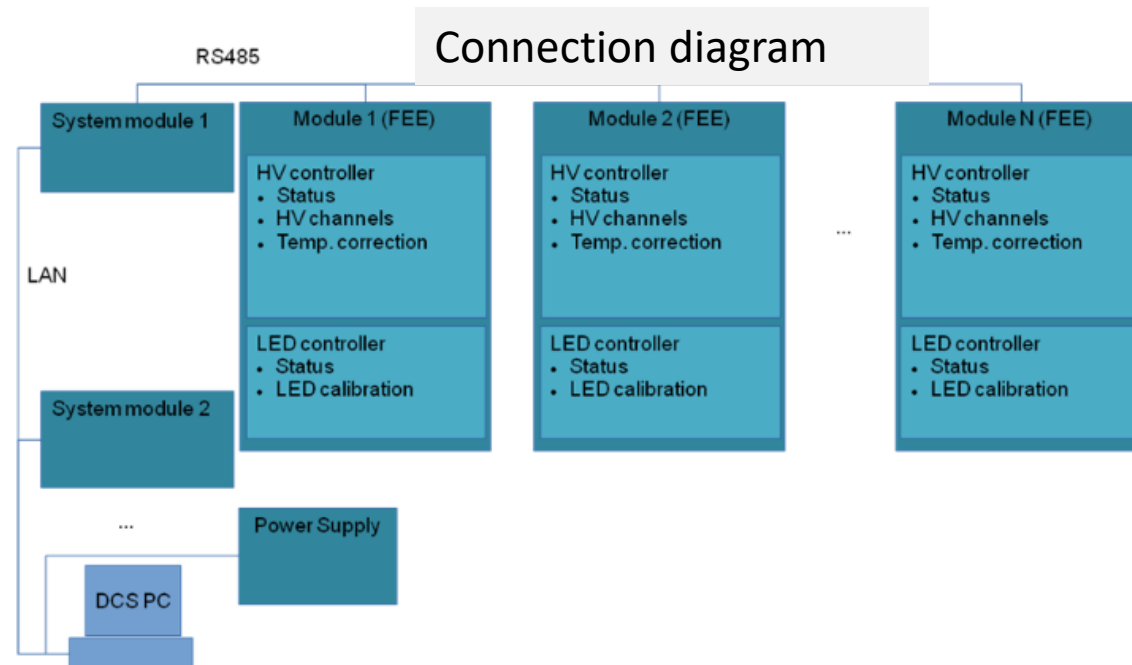 Connection diagram
RS485
System module 1
Module 1 (FEE)
HV controller
• Status
• HV channels
• Temp. correction
LED controller
• Status
• LED calibration
Module 2 (FEE)
HV controller
• Status
• HV channels
• Temp. correction
LED controller
• Status
• LED calibration
...
Module N (FEE)
HV controller
• Status
• HV channels
• Temp. correction
LED controller
• Status
• LED calibration
LAN
System module 2
...
Power Supply
DCS PC